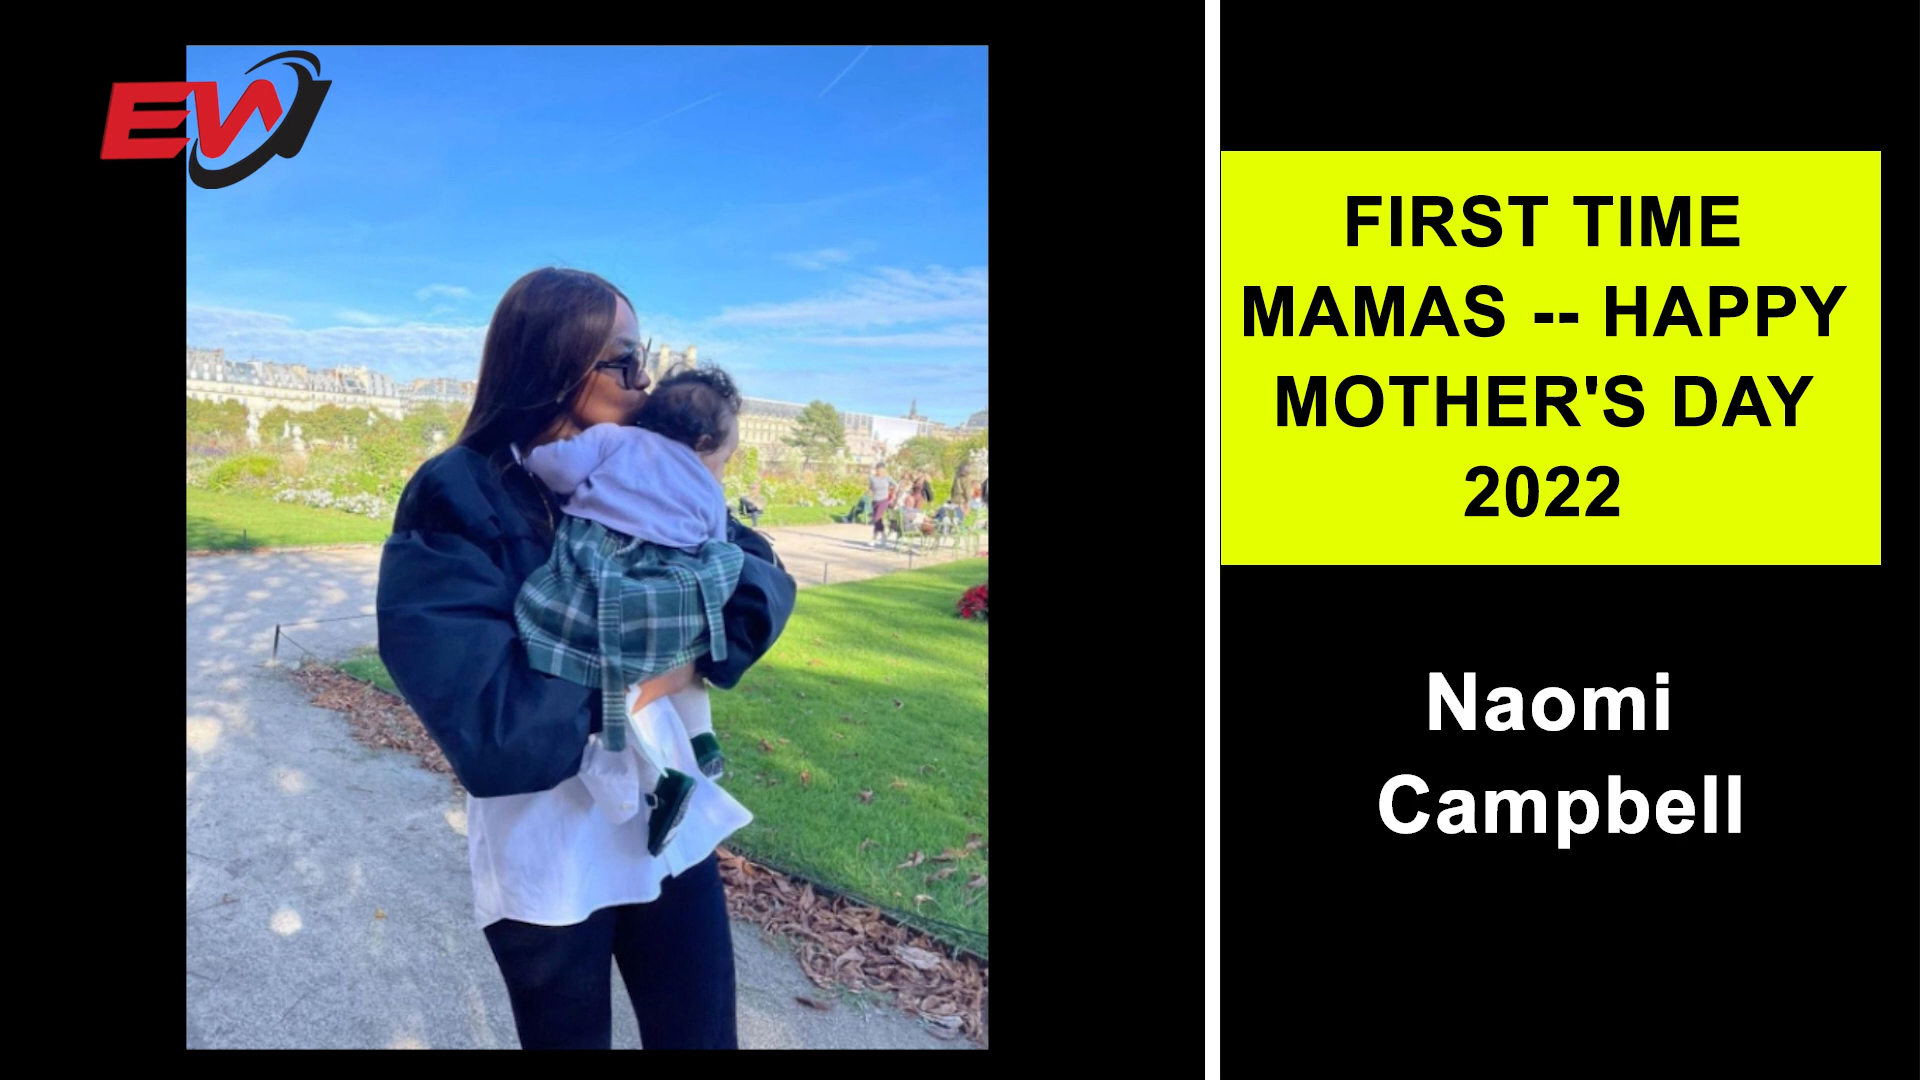 EW
FIRST TIME
MAMAS -- HAPPY
MOTHER'S DAY
2022
Naomi
Campbell